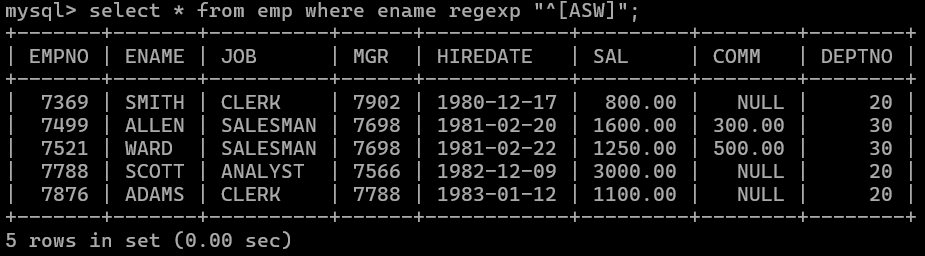 mysql> select * from emp where ename regexp "^[ASW]";
+-------+-------+----------+------+------------+---------+--------+--------+
| EMPNO | ENAME | JOB      | MGR  | HIREDATE   | SAL     | COMM   | DEPTNO |
+-------+-------+----------+------+------------+---------+--------+--------+
|  7369 | SMITH | CLERK    | 7902 | 1980-12-17 |  800.00 |   NULL |     20 |
|  7499 | ALLEN | SALESMAN | 7698 | 1981-02-20 | 1600.00 | 300.00 |     30 |
|  7521 | WARD  | SALESMAN | 7698 | 1981-02-22 | 1250.00 | 500.00 |     30 |
|  7788 | SCOTT | ANALYST  | 7566 | 1982-12-09 | 3000.00 |   NULL |     20 |
|  7876 | ADAMS | CLERK    | 7788 | 1983-01-12 | 1100.00 |   NULL |     20 |
+-------+-------+----------+------+------------+---------+--------+--------+
5 rows in set (0.00 sec)